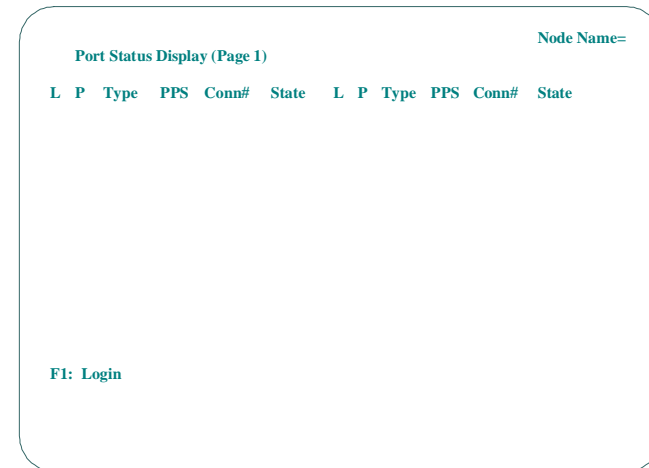 Node Name=
Port Status Display (Page 1)
L P Type PPS Conn# State L P Type PPS Conn# State
F1: Login